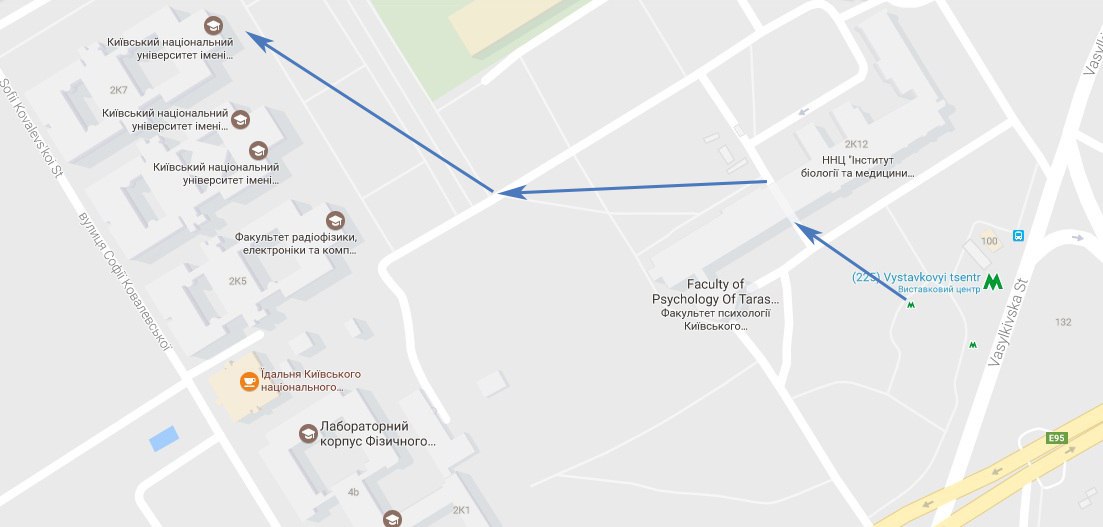 Київський національний
університет імені...
2K7
Sofii Kovalevs'koi St
Київський національний
університет імені...
Київський національний
університет імені...
вулиця Софії Ковалевської
Факультет радіофізики,
електроніки та комп...
2K5
Їдальня Київського
національного...
Лабораторний
корпус Фізичного...
4b
2K1
2K12
ННЦ "Інститут
біології та медицини...
Faculty of
Psychology Of Taras...
Факультет психології
Київського...
100
(225) Vystavkovyi tsentr
Виставковий центр
M
Vasylkivska St
132
E95